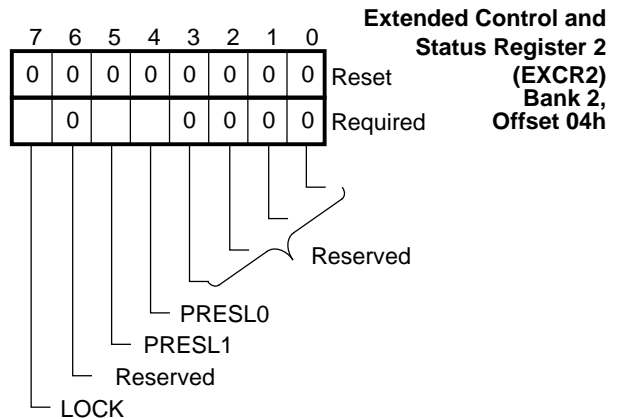 Extended Control and
Status Register 2
(EXCR2)
Bank 2,
Offset 04h
7 6 5 4 3 2 1 0
0 0 0 0 0 0 0 0 Reset
0 0 0 0 0 Required
Reserved
PRESL0
PRESL1
Reserved
LOCK